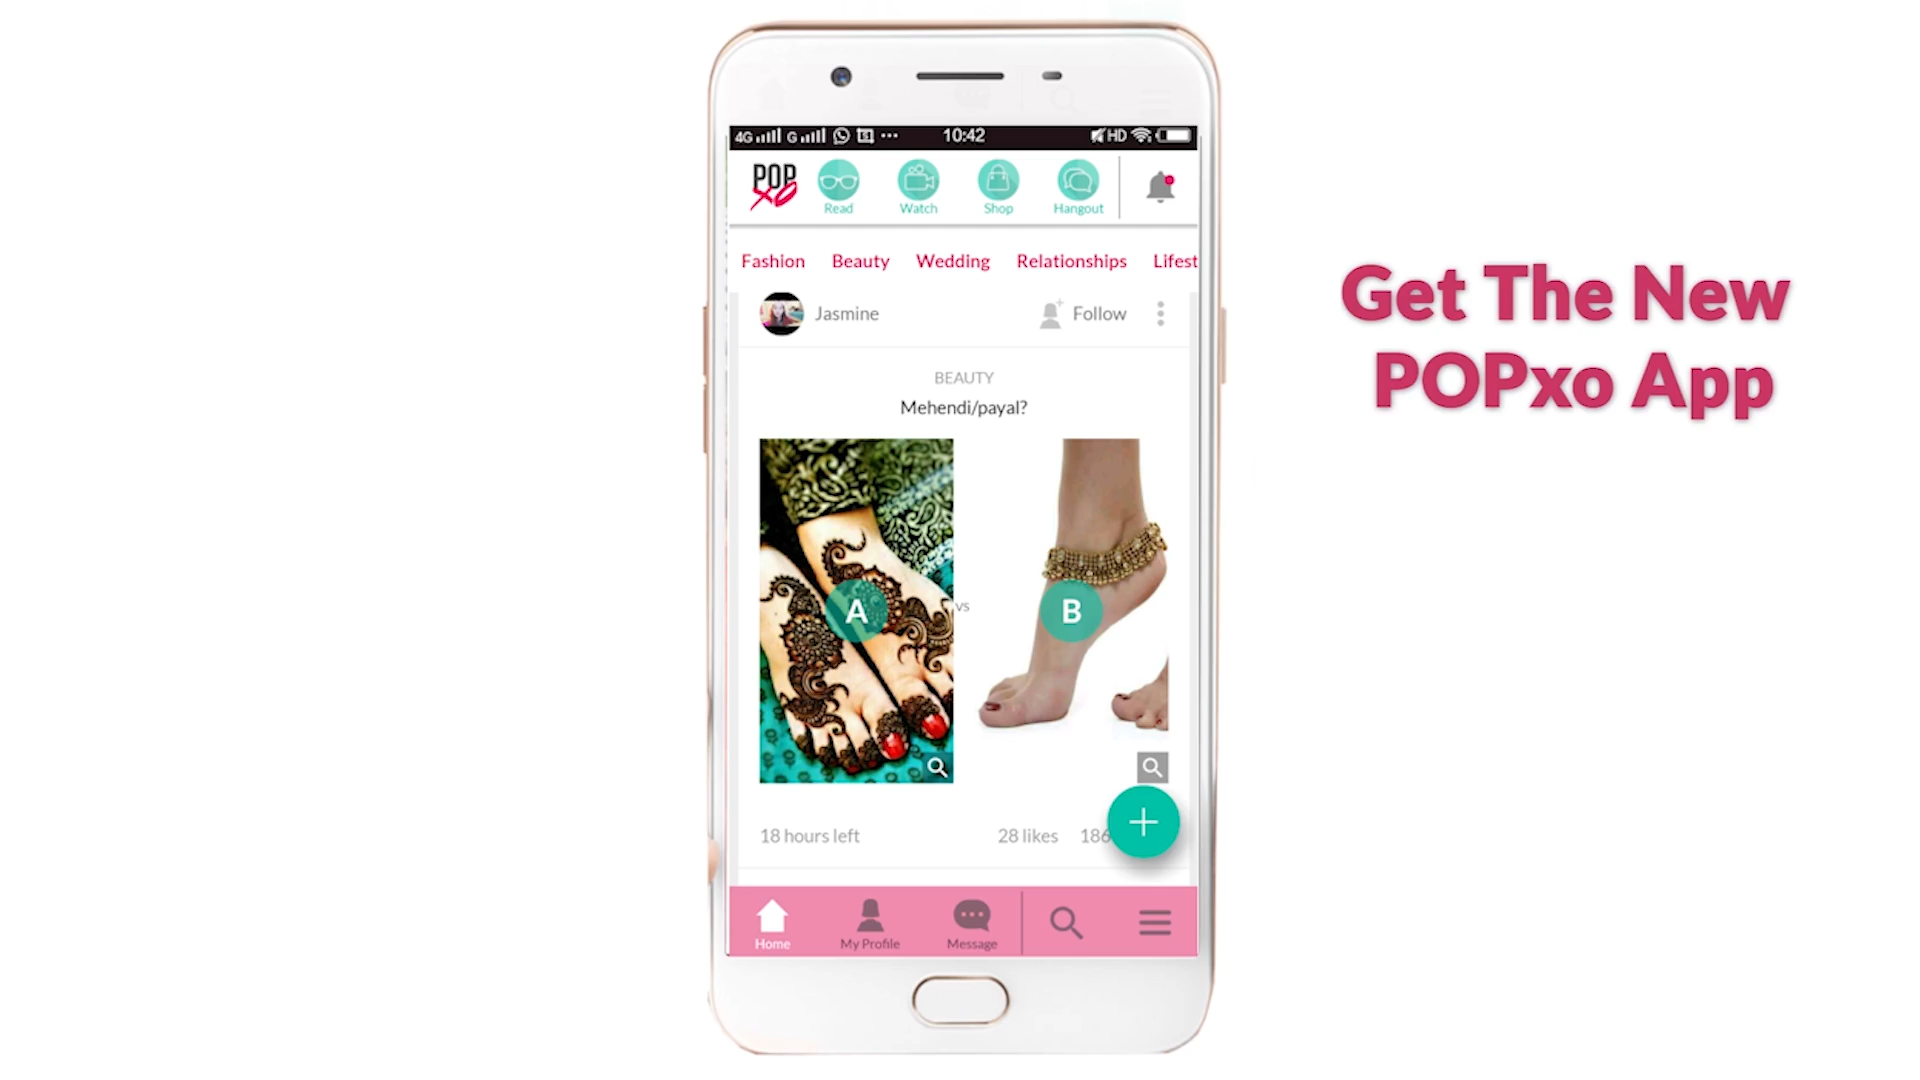 4G G 10:42 HD
POP
xo
Read Watch Shop Hangout
Fashion Beauty Wedding Relationships Lifest
Jasmine Follow
BEAUTY
Mehendi/payal?
A vs B
18 hours left 28 likes 186
Home My Profile Message
Get The New
POPxo App